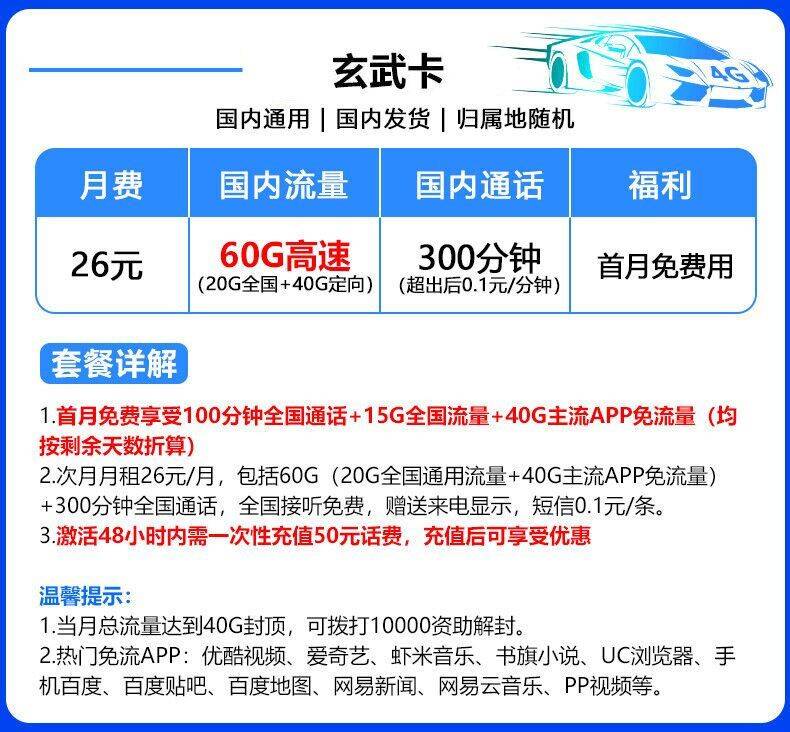 玄武卡
4G
国内通用 | 国内发货 | 归属地随机
月费 国内流量 国内通话 福利
26元 60G高速 300分钟 首月免费用
(20G全国+40G定向) (超出后0.1元/分钟)
套餐详解
1.首月免费享受100分钟全国通话+15G全国流量+40G主流APP免流量（均
按剩余天数折算）
2.次月月租26元/月，包括60G（20G全国通用流量+40G主流APP免流量）
+300分钟全国通话，全国接听免费，赠送来电显示，短信0.1元/条。
3.激活48小时内需一次性充值50元话费，充值后可享受优惠
温馨提示：
1.当月总流量达到40G封顶，可拨打10000资助解封。
2.热门免流APP：优酷视频、爱奇艺、虾米音乐、书旗小说、UC浏览器、手
机百度、百度贴吧、百度地图、网易新闻、网易云音乐、PP视频等。